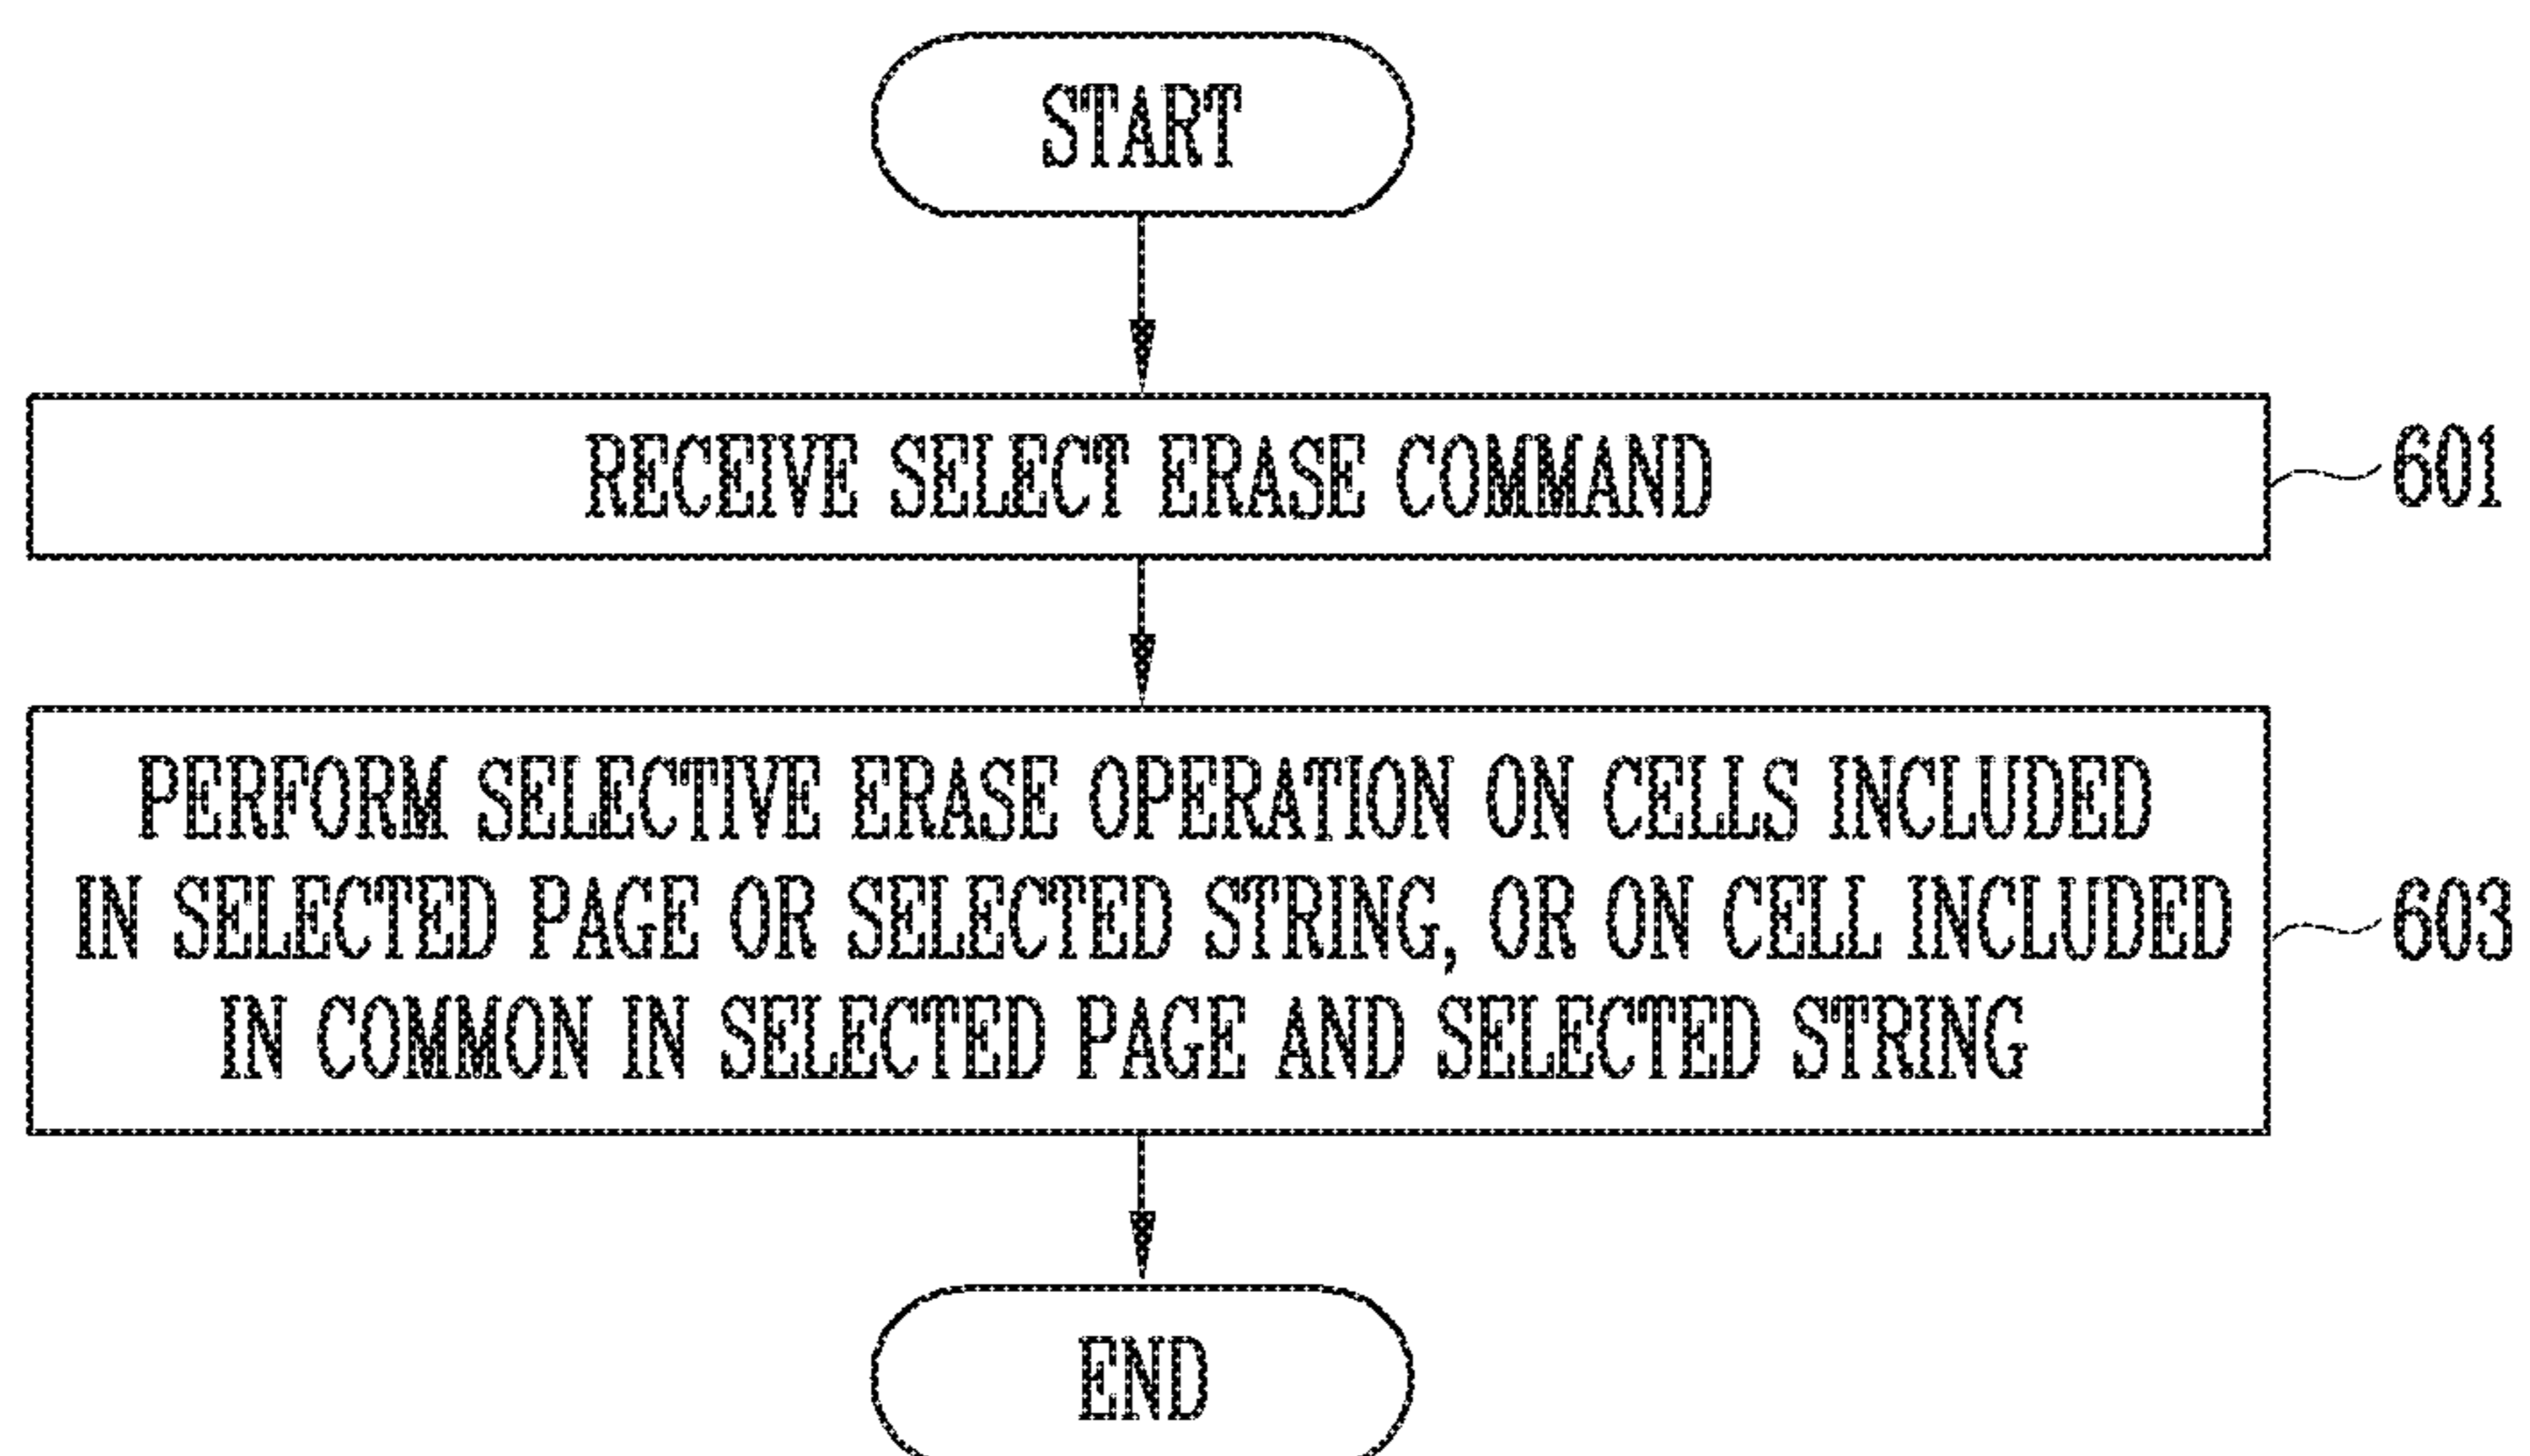 START
RECEIVE SELECT ERASE COMMAND
601
PERFORM SELECTIVE ERASE OPERATION ON CELLS INCLUDED
IN SELECTED PAGE OR SELECTED STRING, OR ON CELL INCLUDED
IN COMMON IN SELECTED PAGE AND SELECTED STRING
603
END